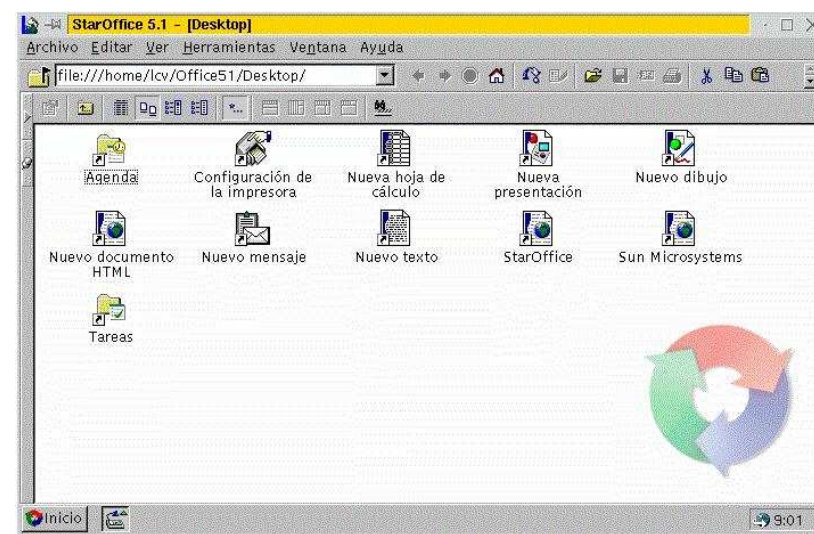 StarOffice 5.1 - [Desktop]
Archivo Editar Ver Herramientas Ventana Ayuda
file:///home/lcv/Office51/Desktop/
Agenda
Configuración de
la impresora
Nueva hoja de
cálculo
Nueva
presentación
Nuevo dibujo
Nuevo documento
HTML
Nuevo mensaje
Nuevo texto
StarOffice
Sun Microsystems
Tareas
Inicio
9:01